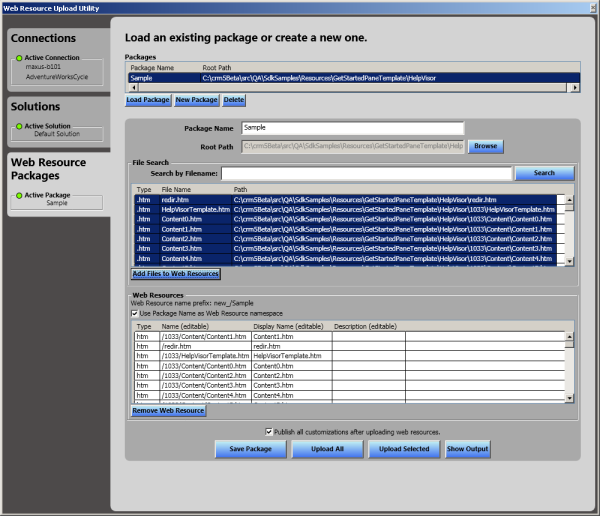 Web Resource Upload Utility
Connections
Active Connection
maxus-b101
AdventureWorksCycle
Solutions
Active Solution
Default Solution
Web Resource
Packages
Active Package
Sample
Load an existing package or create a new one.
Packages
Package Name Root Path
Sample C:\crm5Beta\src\QA\SdkSamples\Resources\GetStartedPaneTemplate\HelpVisor
Load Package New Package Delete
Package Name Sample
Root Path C:\crm5Beta\src\QA\SdkSamples\Resources\GetStartedPaneTemplate\Help Browse
File Search
Search by Filename: Search
Type File Name Path
.htm redir.htm C:\crm5Beta\src\QA\SdkSamples\Resources\GetStartedPaneTemplate\HelpVisor\redir.htm
.htm HelpVisorTemplate.htm C:\crm5Beta\src\QA\SdkSamples\Resources\GetStartedPaneTemplate\HelpVisor\1033\HelpVisorTemplate.htm
.htm Content0.htm C:\crm5Beta\src\QA\SdkSamples\Resources\GetStartedPaneTemplate\HelpVisor\1033\Content\Content0.htm
.htm Content1.htm C:\crm5Beta\src\QA\SdkSamples\Resources\GetStartedPaneTemplate\HelpVisor\1033\Content\Content1.htm
.htm Content2.htm C:\crm5Beta\src\QA\SdkSamples\Resources\GetStartedPaneTemplate\HelpVisor\1033\Content\Content2.htm
.htm Content3.htm C:\crm5Beta\src\QA\SdkSamples\Resources\GetStartedPaneTemplate\HelpVisor\1033\Content\Content3.htm
.htm Content4.htm C:\crm5Beta\src\QA\SdkSamples\Resources\GetStartedPaneTemplate\HelpVisor\1033\Content\Content4.htm
Add Files to Web Resources
Web Resources
Web Resource name prefix: new_/Sample
Use Package Name as Web Resource namespace
Type Name (editable) Display Name (editable) Description (editable)
htm /1033/Content/Content1.htm Content1.htm
htm /redir.htm redir.htm
htm /1033/HelpVisorTemplate.htm HelpVisorTemplate.htm
htm /1033/Content/Content0.htm Content0.htm
htm /1033/Content/Content2.htm Content2.htm
htm /1033/Content/Content3.htm Content3.htm
htm /1033/Content/Content4.htm Content4.htm
Remove Web Resource
Publish all customizations after uploading web resources.
Save Package Upload All Upload Selected Show Output